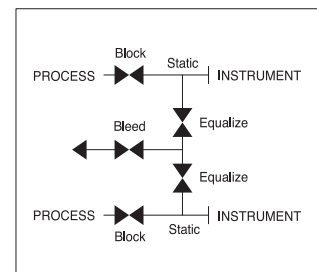 Block
Static
PROCESS
INSTRUMENT
Equalize
Bleed
Equalize
PROCESS
INSTRUMENT
Block
Static